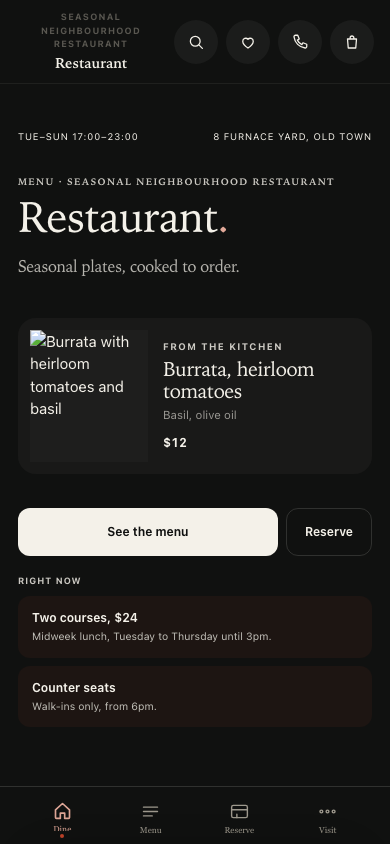 SEASONAL
NEIGHBOURHOOD
RESTAURANT
Restaurant
TUE–SUN 17:00–23:00
8 FURNACE YARD, OLD TOWN
MENU · SEASONAL NEIGHBOURHOOD RESTAURANT
Restaurant.
Seasonal plates, cooked to order.
Burrata with
heirloom
tomatoes and
basil
FROM THE KITCHEN
Burrata, heirloom
tomatoes
Basil, olive oil
$12
See the menu
Reserve
RIGHT NOW
Two courses, $24
Midweek lunch, Tuesday to Thursday until 3pm.
Counter seats
Walk-ins only, from 6pm.
Dine
Menu
Reserve
Visit